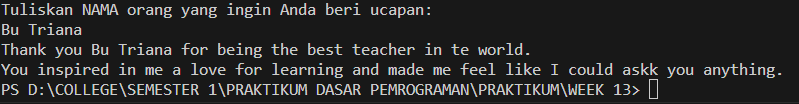 Tuliskan NAMA orang yang ingin Anda beri ucapan:
Bu Triana
Thank you Bu Triana for being the best teacher in te world.
You inspired in me a love for learning and made me feel like I could askk you anything.
PS D:\COLLEGE\SEMESTER 1\PRAKTIKUM DASAR PEMROGRAMAN\PRAKTIKUM\WEEK 13>